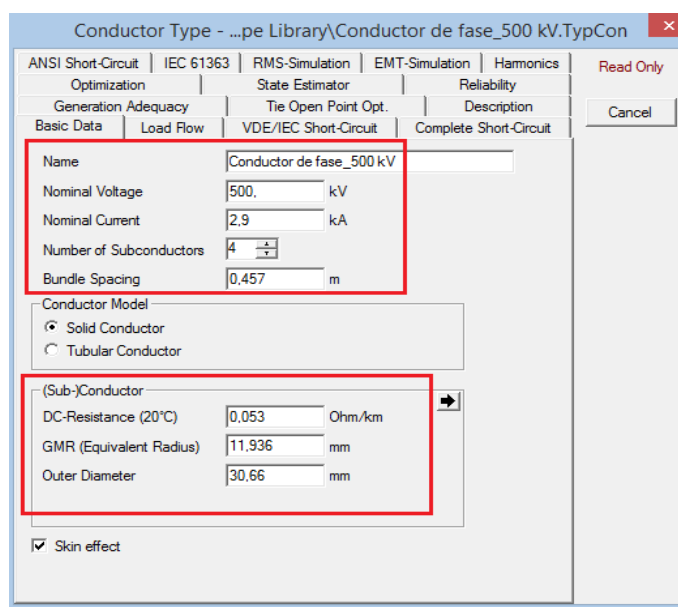 Conductor Type - ...pe Library\Conductor de fase_500 kV.TypCon
ANSI Short-Circuit IEC 61363 RMS-Simulation EMT-Simulation Harmonics
Optimization State Estimator Reliability
Generation Adequacy Tie Open Point Opt. Description
Basic Data Load Flow VDE/IEC Short-Circuit Complete Short-Circuit
Read Only
Cancel
Name Conductor de fase_500 kV
Nominal Voltage 500, kV
Nominal Current 2,9 kA
Number of Subconductors 4
Bundle Spacing 0,457 m
Conductor Model
Solid Conductor
Tubular Conductor
(Sub-)Conductor
DC-Resistance (20°C) 0,053 Ohm/km
GMR (Equivalent Radius) 11,936 mm
Outer Diameter 30,66 mm
Skin effect